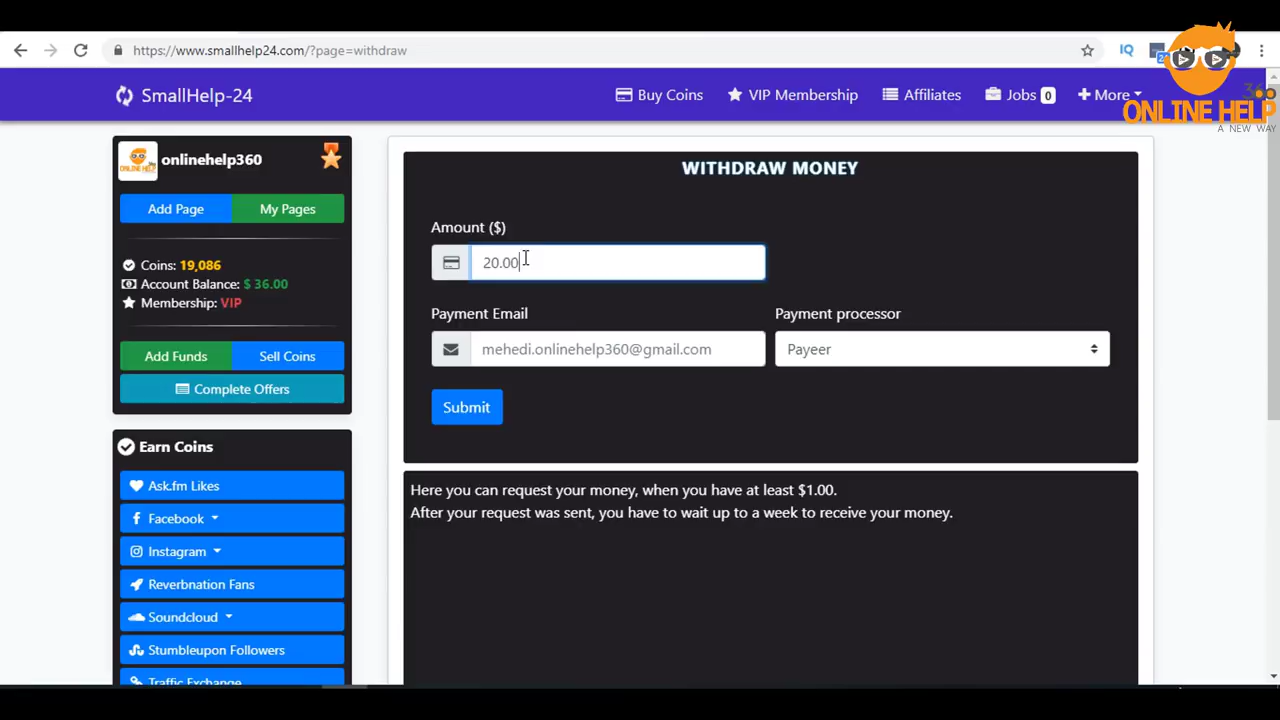 https://www.smallhelp24.com/?page=withdraw
IQ
360
ONLINE HELP
A NEW WAY
SmallHelp-24
Buy Coins
VIP Membership
Affiliates
Jobs 0
More
onlinehelp360
Add Page
My Pages
Coins: 19,086
Account Balance: $ 36.00
Membership: VIP
Add Funds
Sell Coins
Complete Offers
Earn Coins
Ask.fm Likes
Facebook
Instagram
Reverbnation Fans
Soundcloud
Stumbleupon Followers
Traffic Exchange
WITHDRAW MONEY
Amount ($)
20.00
Payment Email
Payment processor
mehedi.onlinehelp360@gmail.com
Payeer
Submit
Here you can request your money, when you have at least $1.00.
After your request was sent, you have to wait up to a week to receive your money.